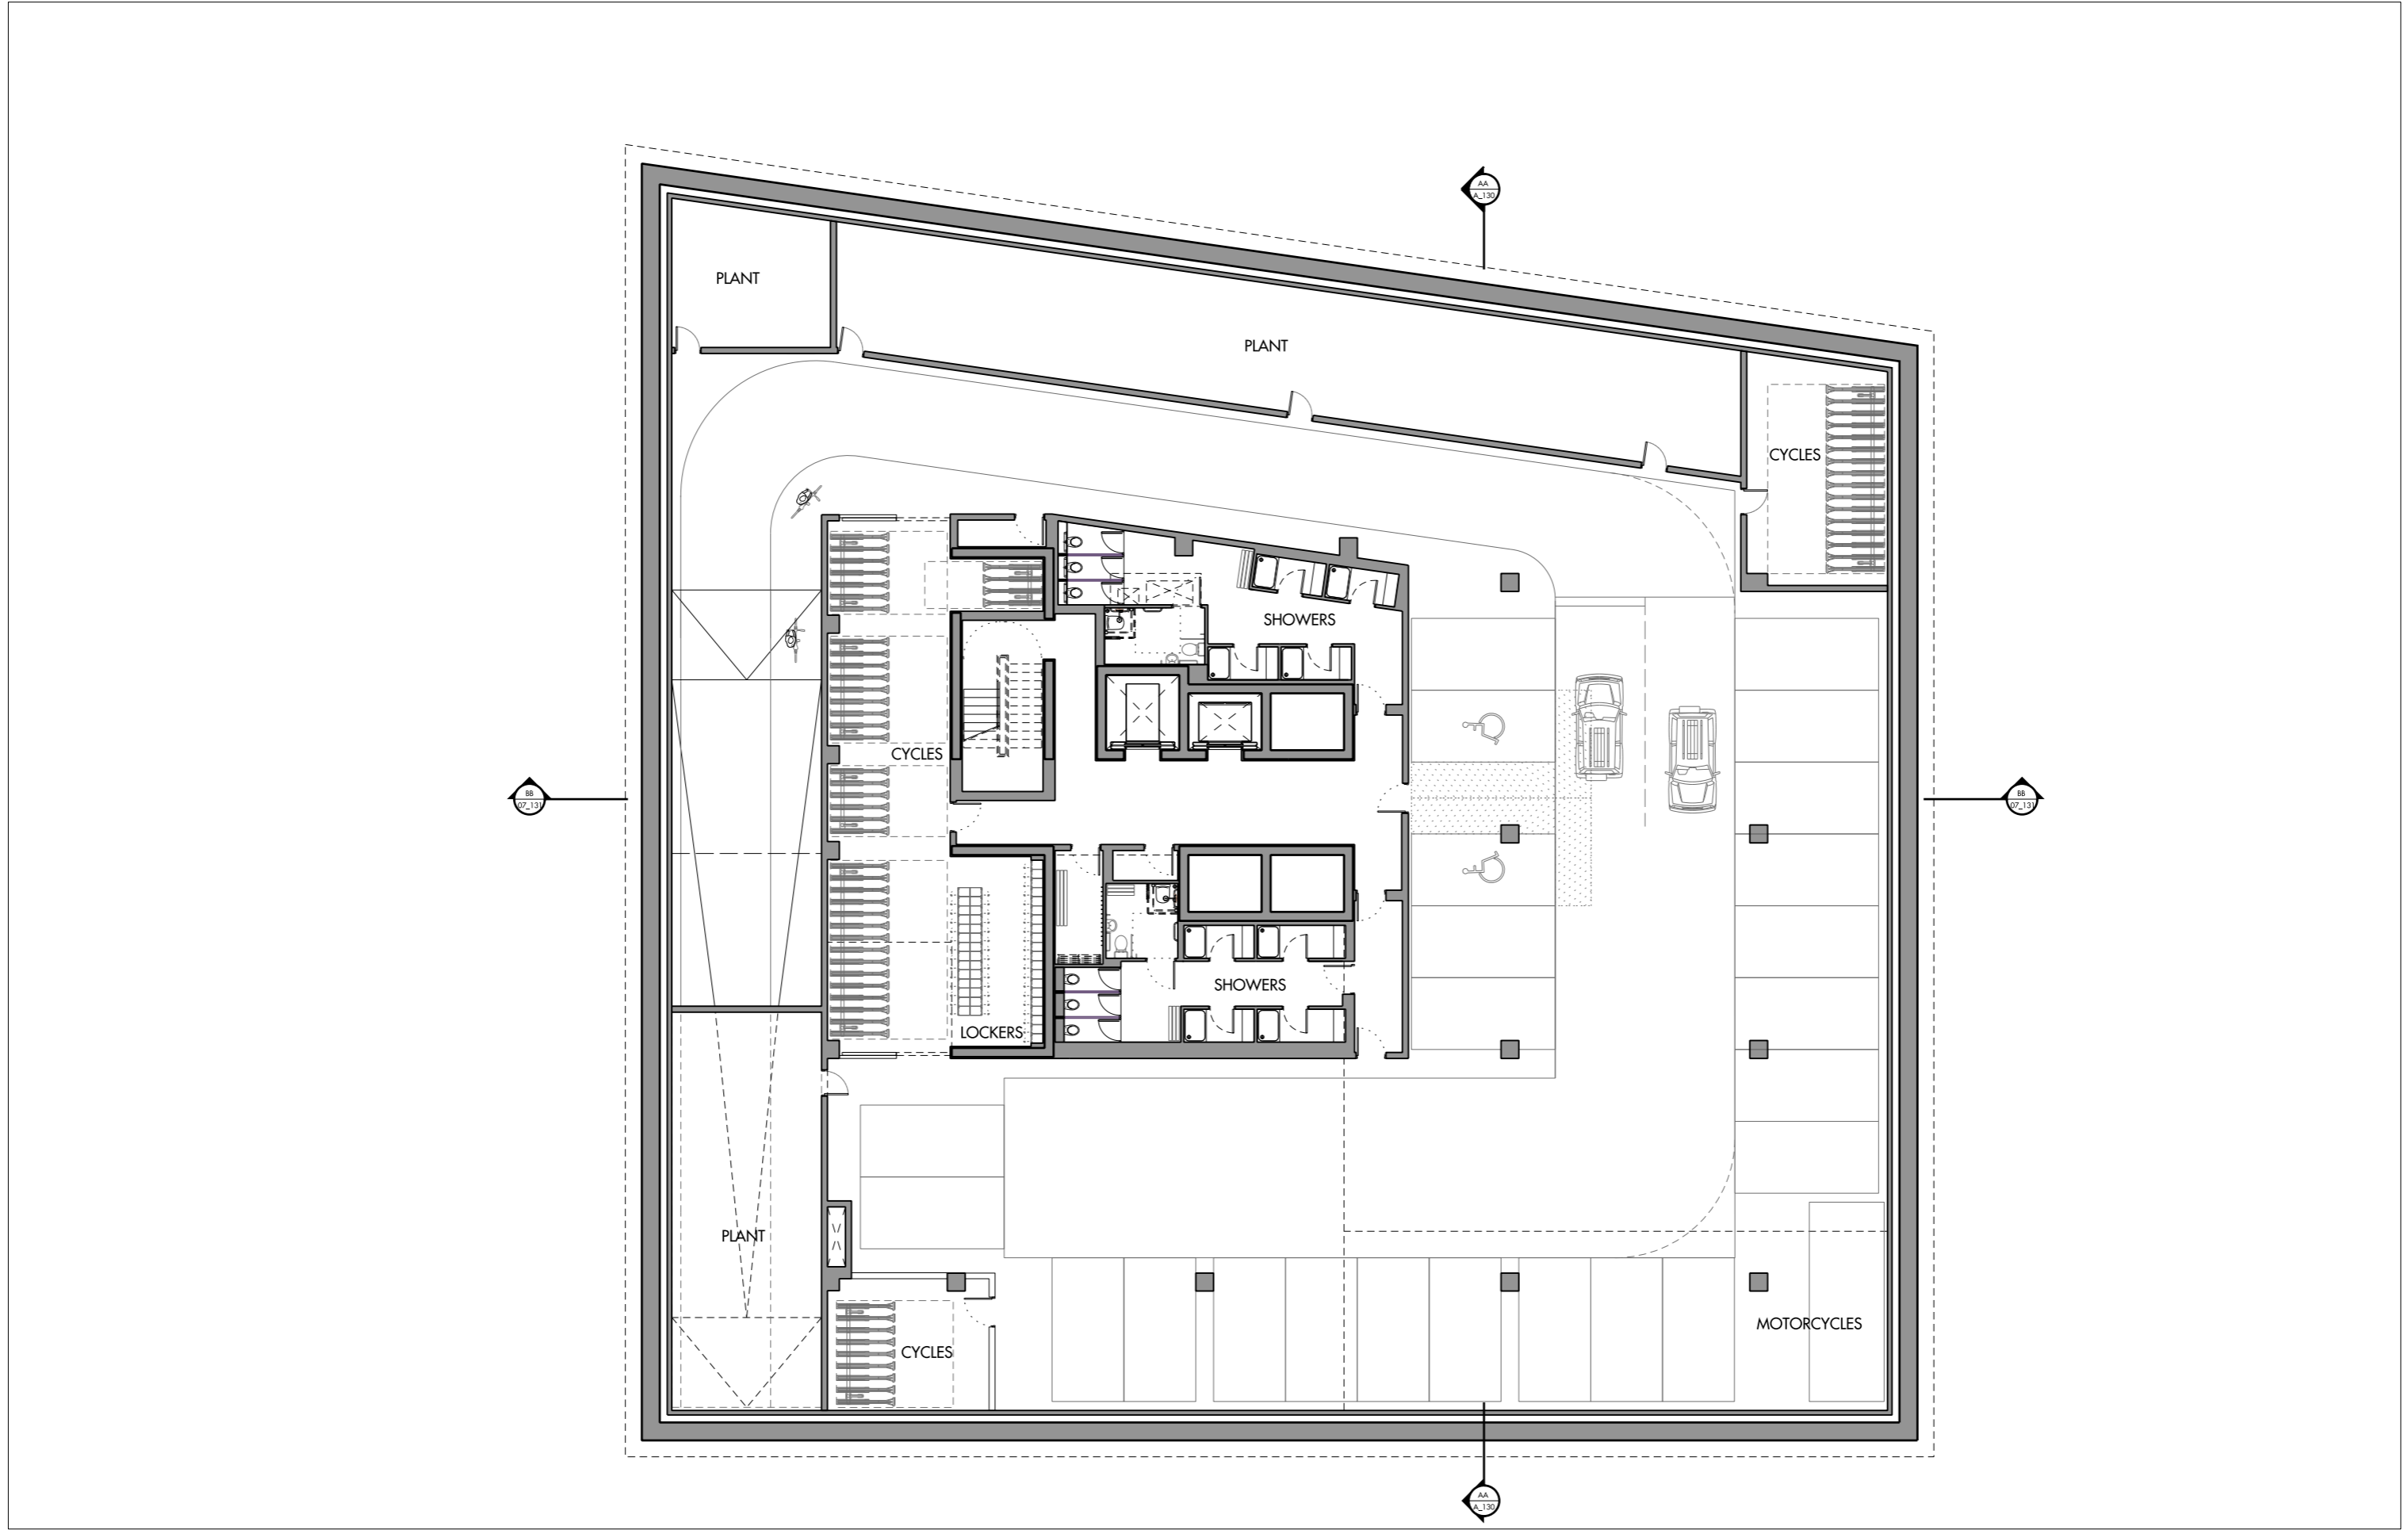 AA
A_130
PLANT
PLANT
CYCLES
SHOWERS
CYCLES
BB
07_131
BB
07_131
SHOWERS
LOCKERS
PLANT
MOTORCYCLES
CYCLES
AA
A_130